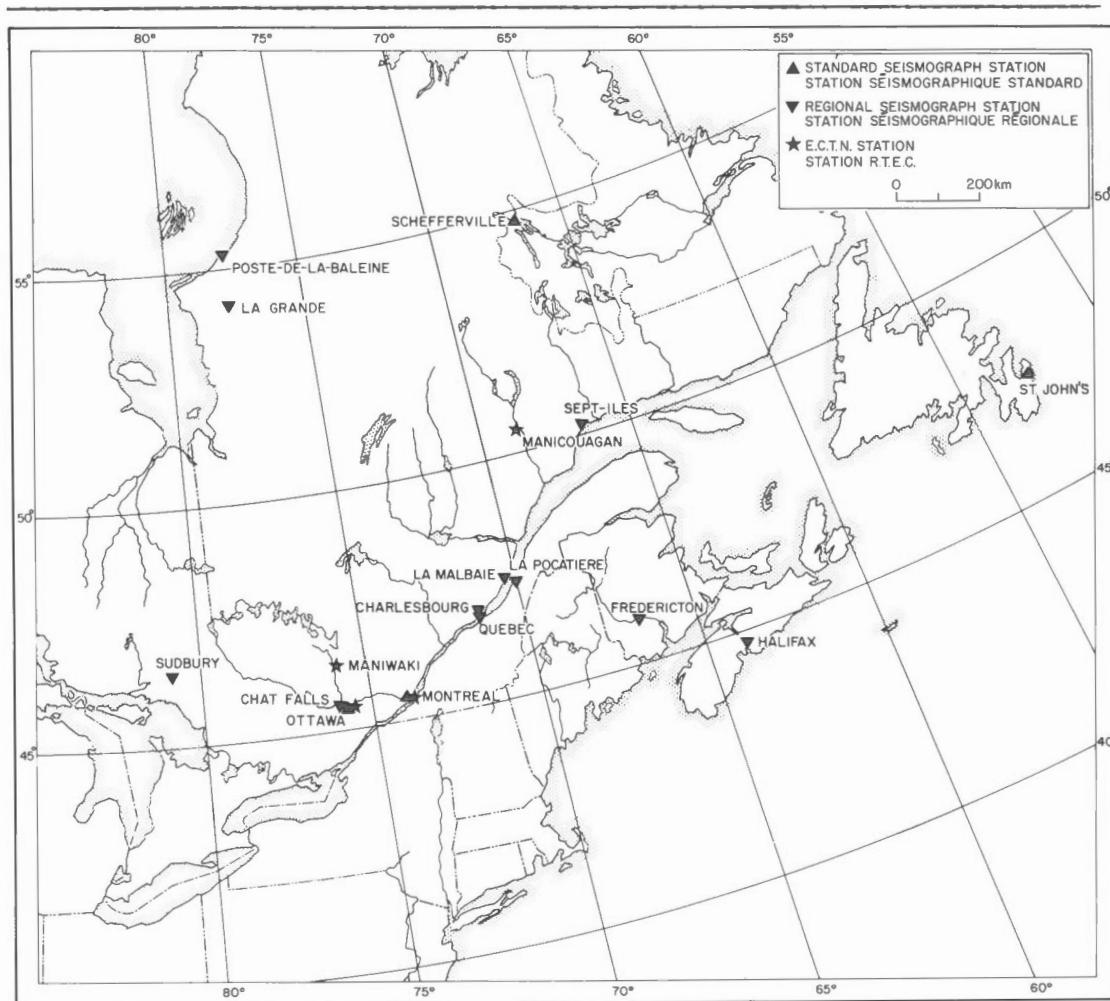 80°
75°
70°
65°
60°
55°
▲ STANDARD SEISMOGRAPH STATION
STATION SÉISMOGRAPHIQUE STANDARD
▼ REGIONAL SEISMOGRAPH STATION
STATION SÉISMOGRAPHIQUE RÉGIONALE
★ E.C.T.N. STATION
STATION R.T.E.C.
0 200km
50°
SCHEFFERVILLE
POSTE-DE-LA-BALEINE
55°
LA GRANDE
ST. JOHN'S
SEPT-ILES
MANICOUAGAN
45°
50°
LA MALBAIE
LA POCATIERE
CHARLESBOURG
QUEBEC
FREDERICTON
HALIFAX
MANIWAKI
SUDBURY
CHAT FALLS
MONTREAL
OTTAWA
45°
40°
80°
75°
70°
65°
60°